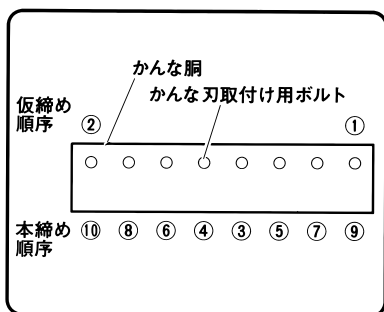 かんな胴
かんな刃取付け用ボルト
仮締め
順序 ② ①
本締め ⑩ ⑧ ⑥ ④ ③ ⑤ ⑦ ⑨
順序